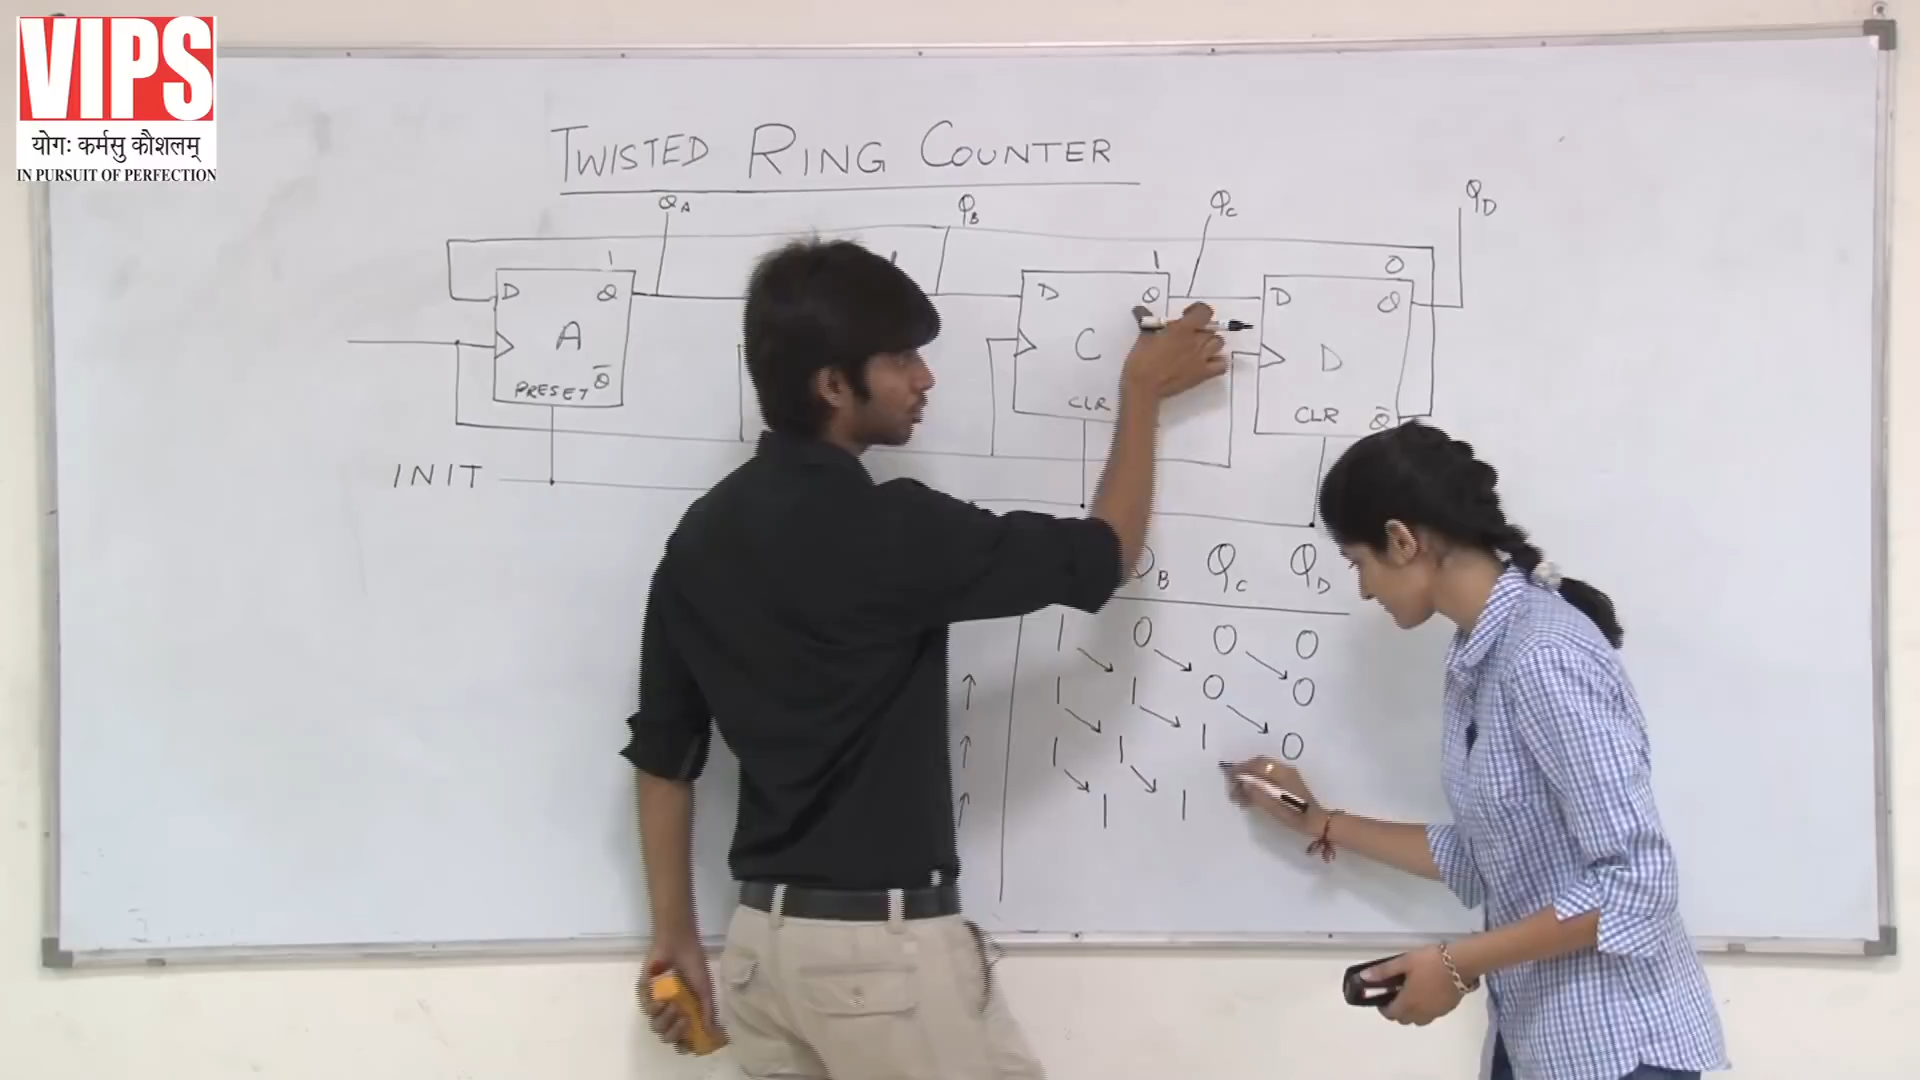 VIPS
योगः कर्मसु कौशलम्
IN PURSUIT OF PERFECTION
TWISTED RING COUNTER
QA QB QC QD
1 1 1 0
D Q D Q D Q
A C D
PRESET Q̅ CLR CLR Q̅
INIT
QB QC QD
1 0 0 0
↑ 1 1 0 0
↑ 1 1 1 0
↑ 1 1